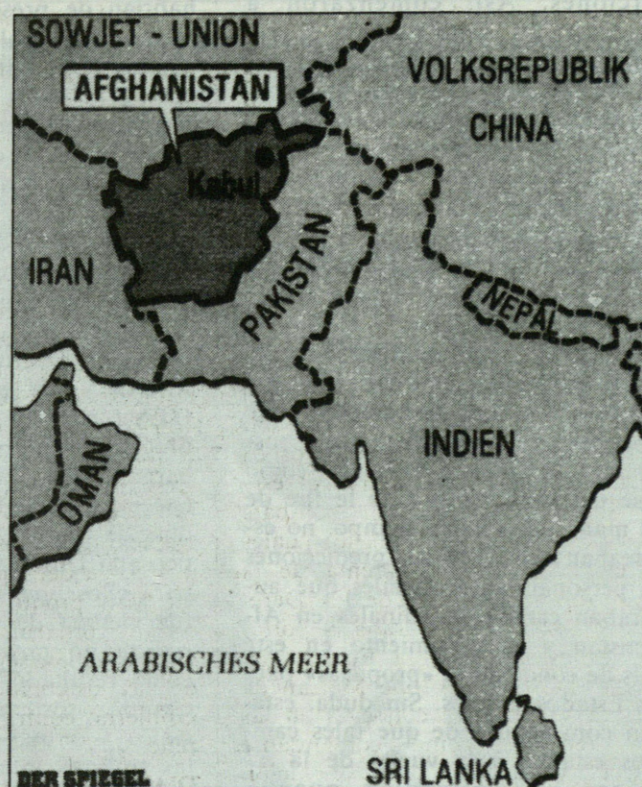 SOWJET - UNION
VOLKSREPUBLIK
CHINA
AFGHANISTAN
Kabul
IRAN
PAKISTAN
NEPAL
INDIEN
OMAN
ARABISCHES MEER
DER SPIEGEL
SRI LANKA